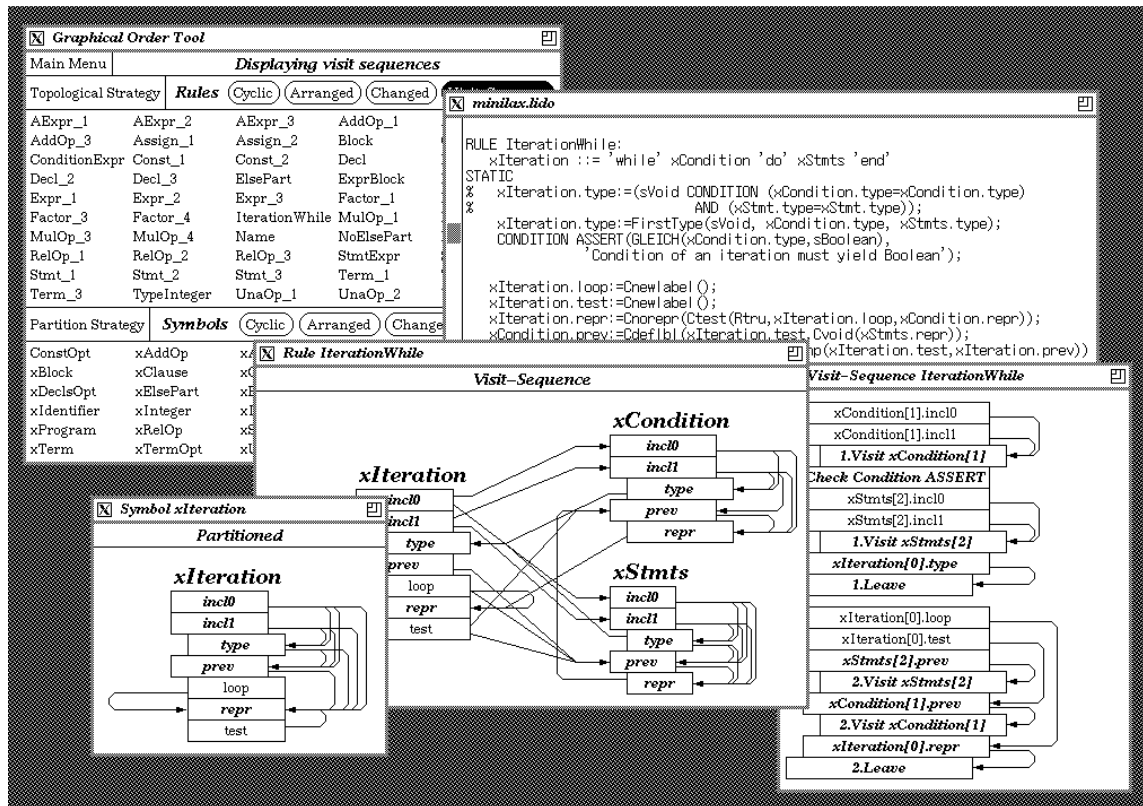 Graphical Order Tool
Main Menu Displaying visit sequences
Topological Strategy Rules Cyclic Arranged Changed
AExpr_1 AExpr_2 AExpr_3 AddOp_1
AddOp_3 Assign_1 Assign_2 Block
ConditionExpr Const_1 Const_2 Decl
Decl_2 Decl_3 ElsePart ExprBlock
Expr_1 Expr_2 Expr_3 Factor_1
Factor_3 Factor_4 IterationWhile MulOp_1
MulOp_3 MulOp_4 Name NoElsePart
RelOp_1 RelOp_2 RelOp_3 StmtExpr
Stmt_1 Stmt_2 Stmt_3 Term_1
Term_3 TypeInteger UnaOp_1 UnaOp_2
Partition Strategy Symbols Cyclic Arranged Change
ConstOpt xAddOp
xBlock xClause
xDeclsOpt xElsePart
xIdentifier xInteger
xProgram xRelOp
xTerm xTermOpt
minilax.lido
RULE IterationWhile:
xIteration ::= 'while' xCondition 'do' xStmts 'end'
STATIC
% xIteration.type:=(sVoid CONDITION (xCondition.type=xCondition.type)
% AND (xStmt.type=xStmt.type));
xIteration.type:=FirstType(sVoid, xCondition.type, xStmts.type);
CONDITION ASSERT(GLEICH(xCondition.type,sBoolean),
'Condition of an iteration must yield Boolean');
xIteration.loop:=Cnewlabel();
xIteration.test:=Cnewlabel();
xIteration.repr:=Cnorepr(Ctest(Rtru,xIteration.loop,xCondition.repr));
xCondition.prev:=Cdeflbl(xIteration.test,Cvoid(xStmts.repr));
(xIteration.test,xIteration.prev))
Rule IterationWhile
Visit-Sequence
xIteration
incl0
incl1
type
prev
loop
repr
test
xCondition
incl0
incl1
type
prev
repr
xStmts
incl0
incl1
type
prev
repr
Symbol xIteration
Partitioned
xIteration
incl0
incl1
type
prev
loop
repr
test
Visit-Sequence IterationWhile
xCondition[1].incl0
xCondition[1].incl1
1.Visit xCondition[1]
Check Condition ASSERT
xStmts[2].incl0
xStmts[2].incl1
1.Visit xStmts[2]
xIteration[0].type
1.Leave
xIteration[0].loop
xIteration[0].test
xStmts[2].prev
2.Visit xStmts[2]
xCondition[1].prev
2.Visit xCondition[1]
xIteration[0].repr
2.Leave